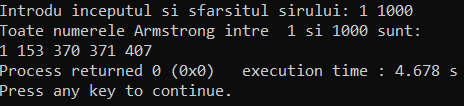 Introdu inceputul si sfarsitul sirului: 1 1000
Toate numerele Armstrong intre  1 si 1000 sunt:
1 153 370 371 407
Process returned 0 (0x0)   execution time : 4.678 s
Press any key to continue.